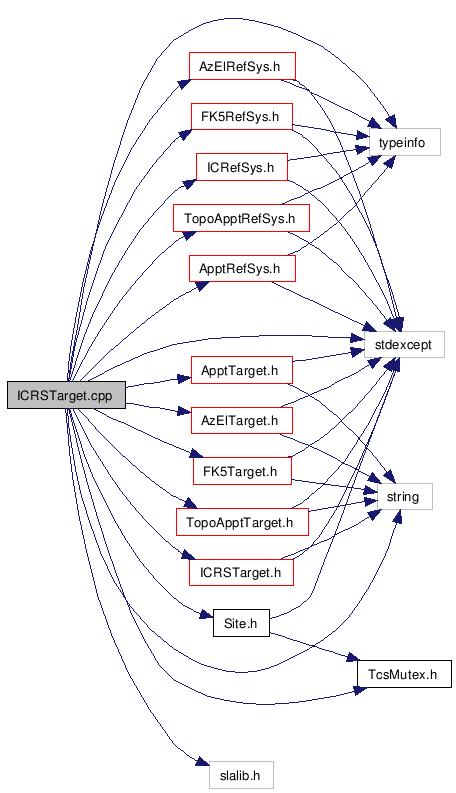 AzElRefSys.h
FK5RefSys.h
typeinfo
ICRefSys.h
TopoApptRefSys.h
ApptRefSys.h
stdexcept
ApptTarget.h
ICRSTarget.cpp
AzElTarget.h
FK5Target.h
string
TopoApptTarget.h
ICRSTarget.h
Site.h
TcsMutex.h
slalib.h